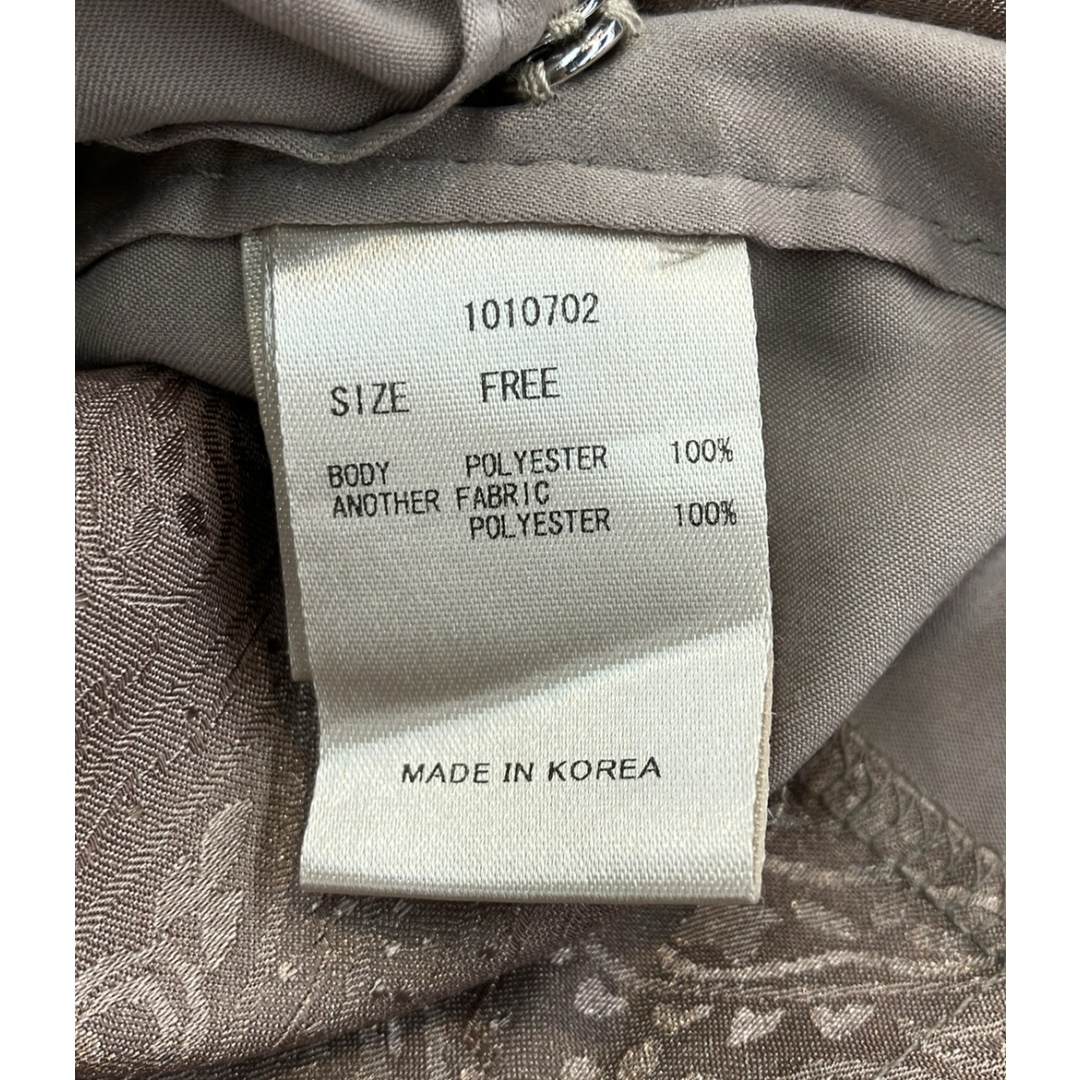 1010702
SIZE FREE
BODY POLYESTER 100%
ANOTHER FABRIC
POLYESTER 100%
MADE IN KOREA